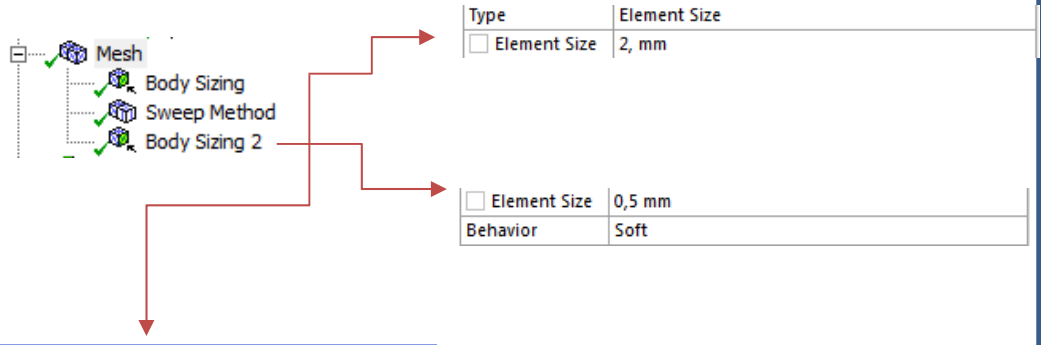 Type Element Size
Element Size 2, mm
Mesh
Body Sizing
Sweep Method
Body Sizing 2
Element Size 0,5 mm
Behavior Soft